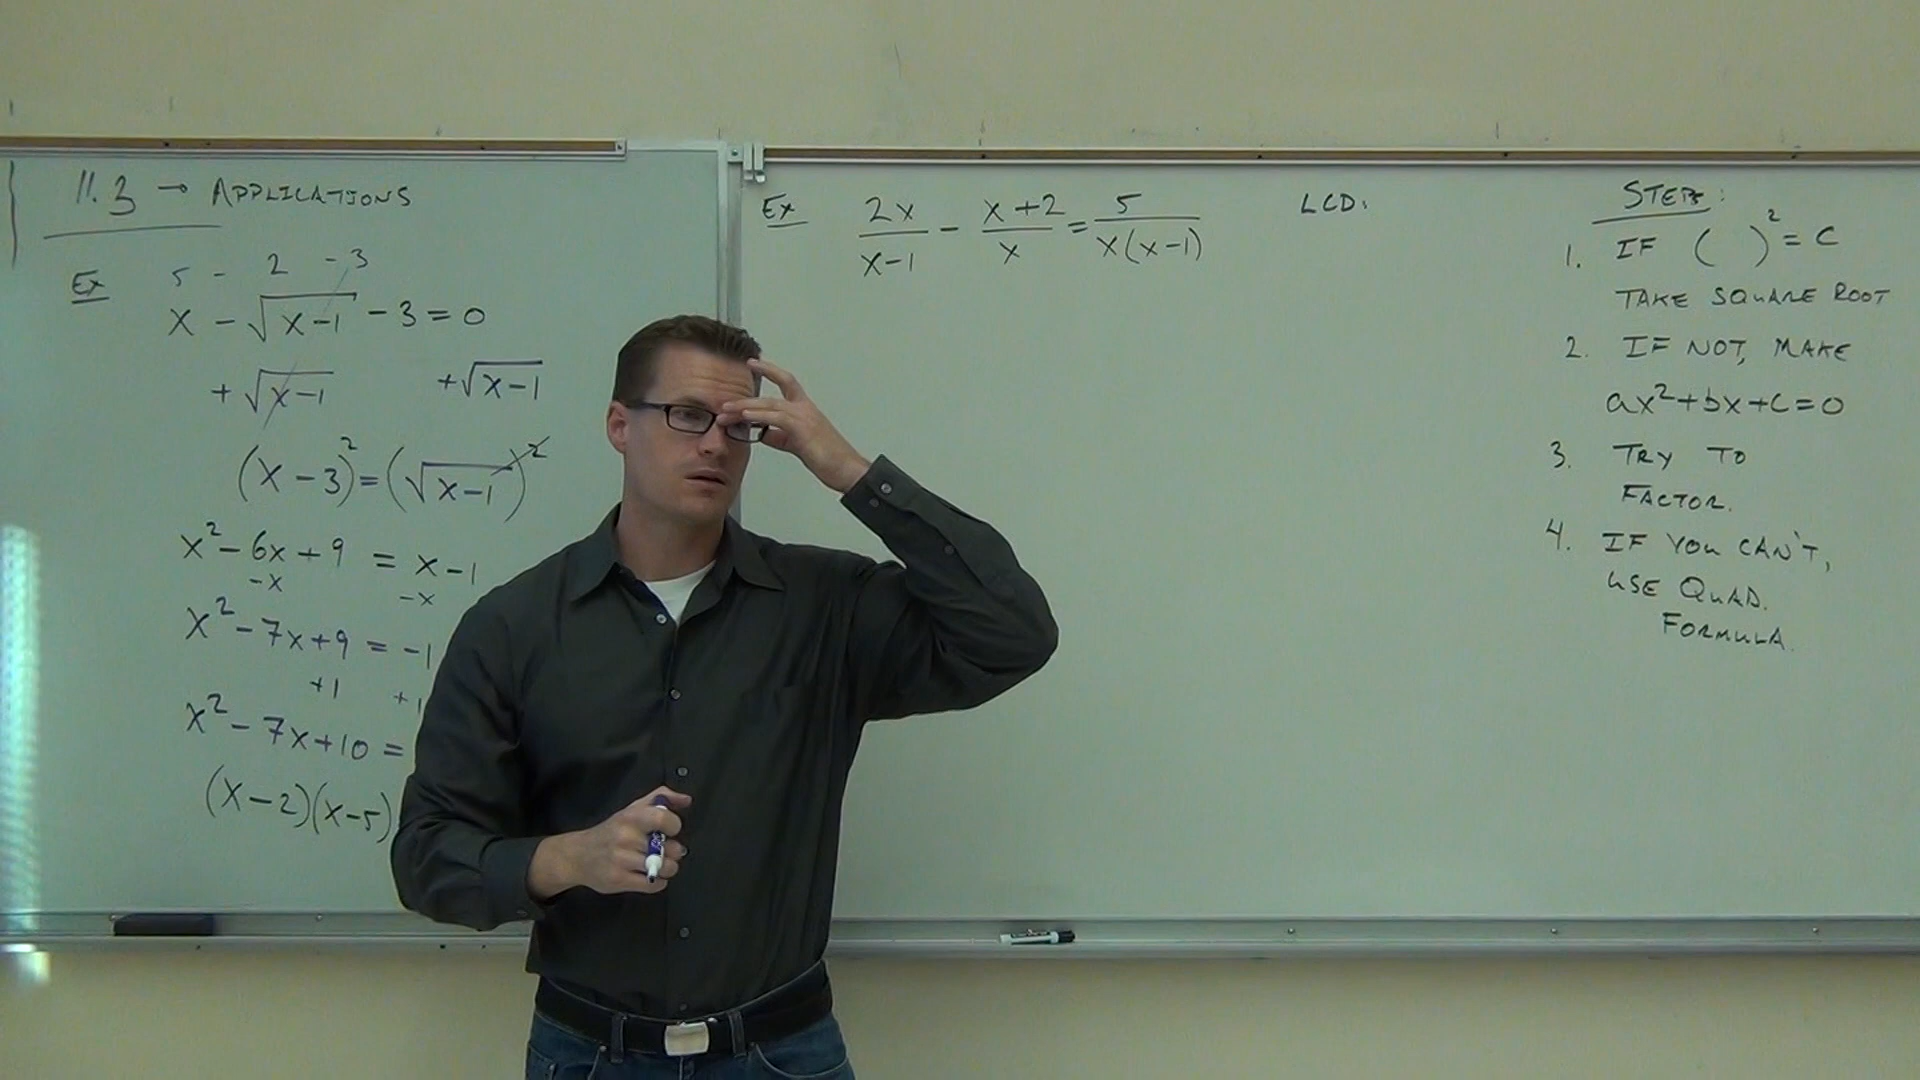 11.3 → APPLICATIONS
Ex
5 - 2 - 3
x - √(x-1) - 3 = 0
+√(x-1) +√(x-1)
(x-3)² = (√(x-1))²
x² - 6x + 9 = x - 1
-x -x
x² - 7x + 9 = -1
+1 +1
x² - 7x + 10 =
(x-2)(x-5)
Ex 2x/(x-1) - (x+2)/x = 5/(x(x-1))
LCD:
STEPS:
1. IF ( )² = C
TAKE SQUARE ROOT
2. IF NOT, MAKE
ax²+bx+c=0
3. TRY TO
FACTOR.
4. IF YOU CAN'T,
USE QUAD.
FORMULA.